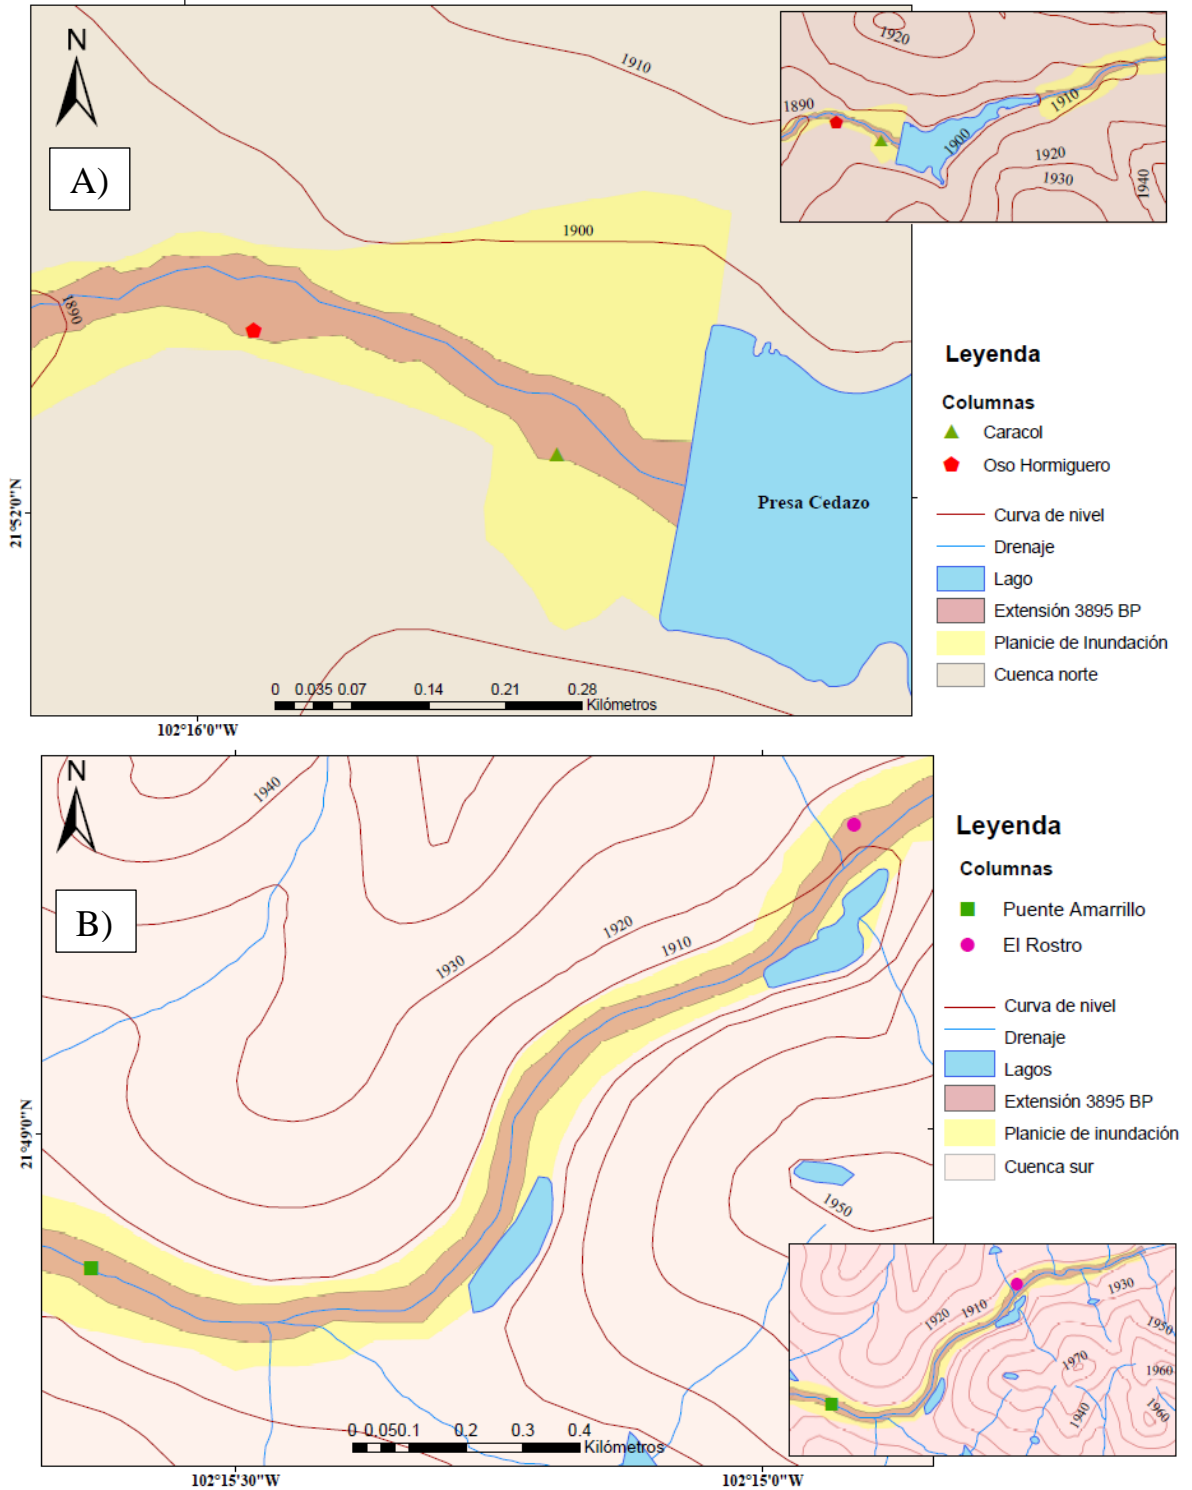 N
A)
1910
1900
1890
Presa Cedazo
21°52'0"N
102°16'0"W
0 0.035 0.07 0.14 0.21 0.28
Kilómetros
1920
1890
1910
1900
1920
1930
1940
Leyenda
Columnas
Caracol
Oso Hormiguero
Curva de nivel
Drenaje
Lago
Extensión 3895 BP
Planicie de Inundación
Cuenca norte
N
B)
1940
1920
1910
1930
1950
21°49'0"N
102°15'30"W
102°15'0"W
0 0.050.1 0.2 0.3 0.4
Kilómetros
Leyenda
Columnas
Puente Amarrillo
El Rostro
Curva de nivel
Drenaje
Lagos
Extensión 3895 BP
Planicie de inundación
Cuenca sur
1930
1910
1920
1950
1970
1960
1940
1960